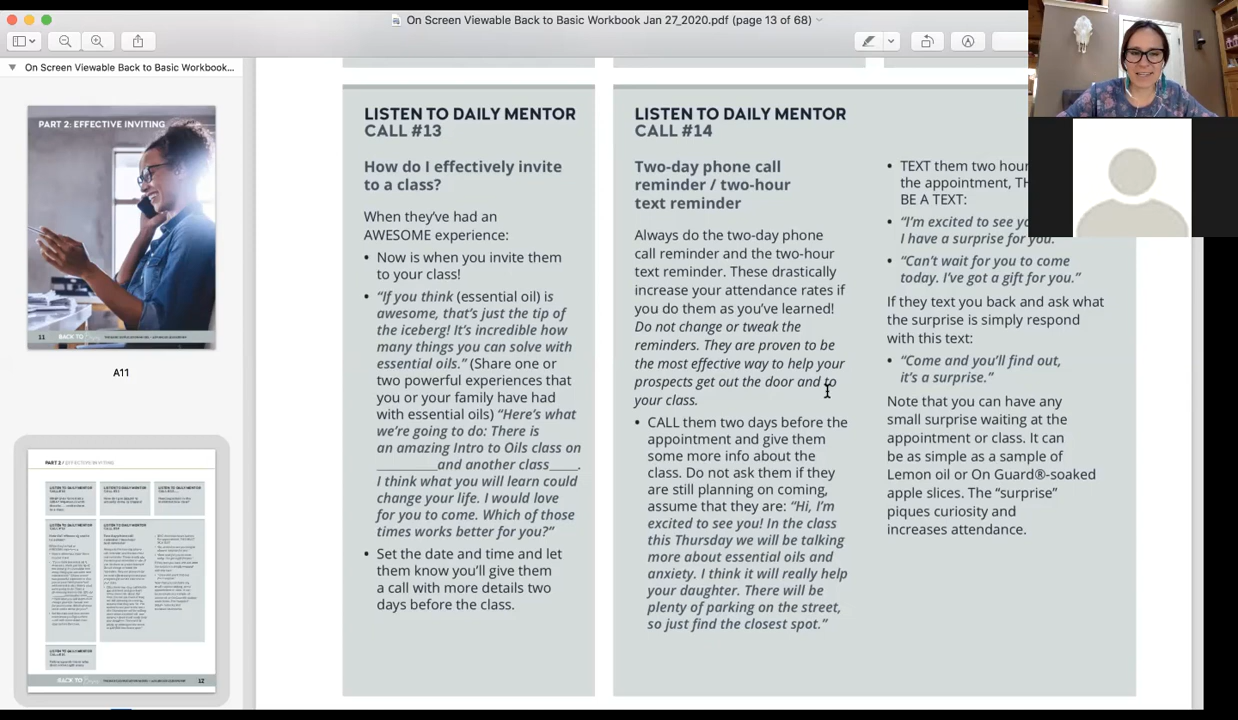 On Screen Viewable Back to Basic Workbook Jan 27_2020.pdf (page 13 of 68)
On Screen Viewable Back to Basic Workbook...
PART 2: EFFECTIVE INVITING
11
BACK TO
A11
PART 2 / EFFECTIVE INVITING
BACK TO
12
LISTEN TO DAILY MENTOR
CALL #13
How do I effectively invite
to a class?
When they’ve had an
AWESOME experience:
• Now is when you invite them
to your class!
• “If you think (essential oil) is
awesome, that’s just the tip of
the iceberg! It’s incredible how
many things you can solve with
essential oils.” (Share one or
two powerful experiences that
you or your family have had
with essential oils) “Here’s what
we’re going to do: There is
an amazing Intro to Oils class on
_________and another class____.
I think what you will learn could
change your life. I would love
for you to come. Which of those
times works better for you?”
• Set the date and time and let
them know you’ll give them
a call with more details two
days before the class.
LISTEN TO DAILY MENTOR
CALL #14
Two-day phone call
reminder / two-hour
text reminder
Always do the two-day phone
call reminder and the two-hour
text reminder. These drastically
increase your attendance rates if
you do them as you’ve learned!
Do not change or tweak the
reminders. They are proven to be
the most effective way to help your
prospects get out the door and to
your class.
• CALL them two days before the
appointment and give them
some more info about the
class. Do not ask them if they
are still planning on coming,
assume that they are: “Hi, I’m
excited to see you! In the class
this Thursday we will be talking
more about essential oils and
anxiety. I think it will really help
your daughter. There will be
plenty of parking on the street,
so just find the closest spot.”
• TEXT them two hour
the appointment, TH
BE A TEXT:
• “I’m excited to see yo
I have a surprise for you.
• “Can’t wait for you to come
today. I’ve got a gift for you.”
If they text you back and ask what
the surprise is simply respond
with this text:
• “Come and you’ll find out,
it’s a surprise.”
Note that you can have any
small surprise waiting at the
appointment or class. It can
be as simple as a sample of
Lemon oil or On Guard®-soaked
apple slices. The “surprise”
piques curiosity and
increases attendance.